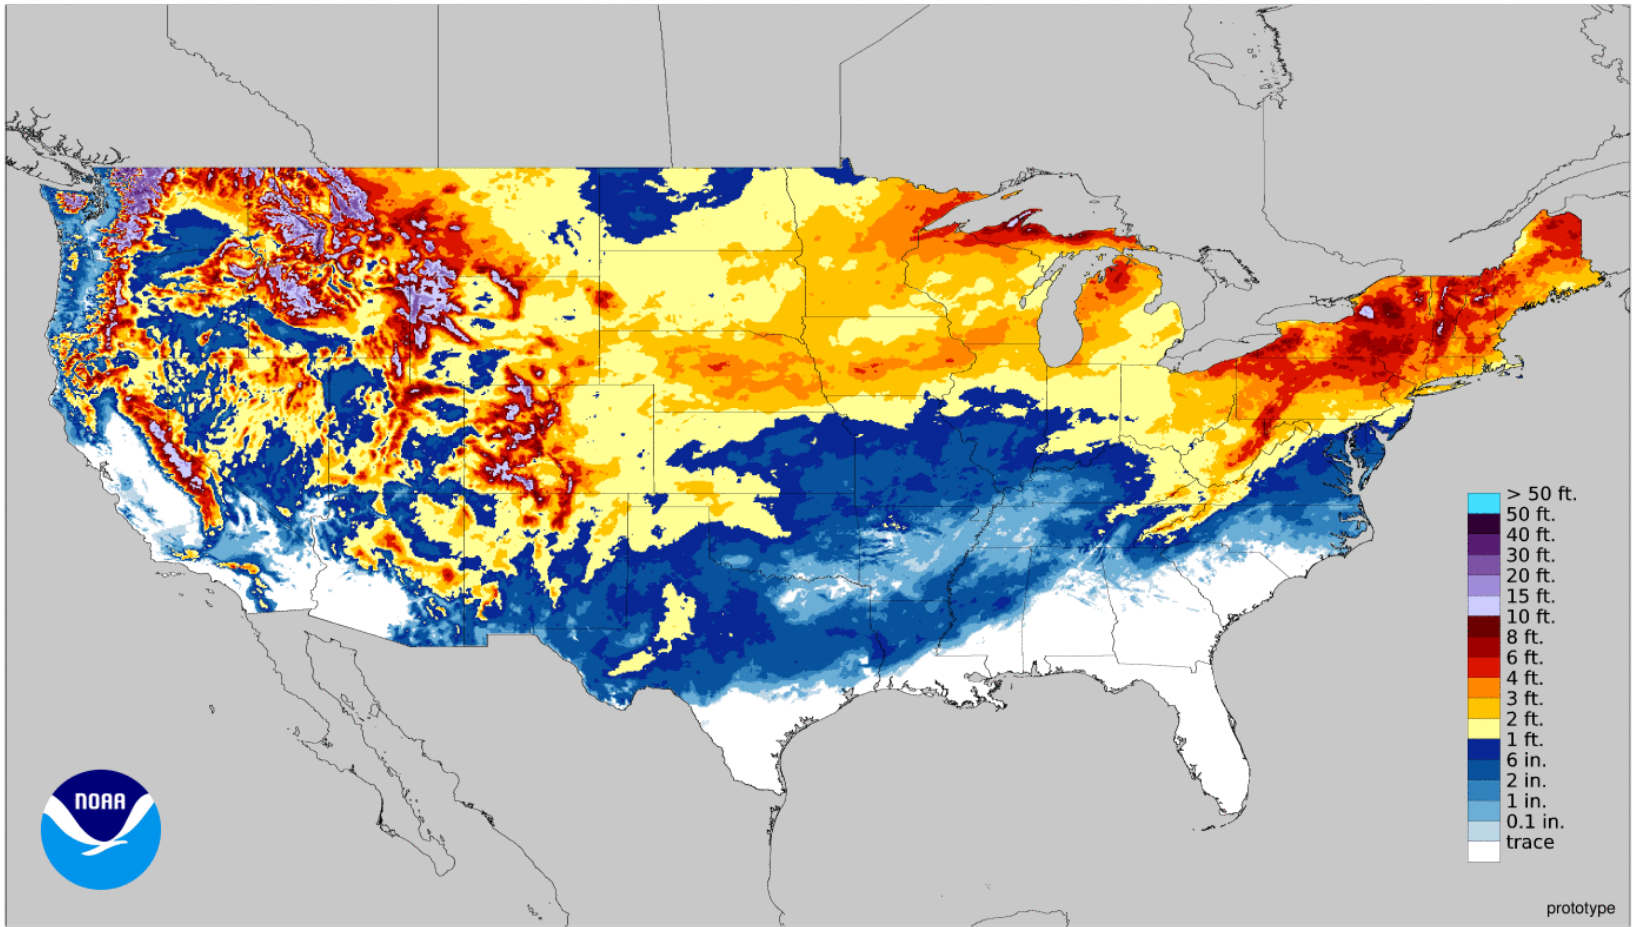 > 50 ft.
50 ft.
40 ft.
30 ft.
20 ft.
15 ft.
10 ft.
8 ft.
6 ft.
4 ft.
3 ft.
2 ft.
1 ft.
6 in.
2 in.
1 in.
0.1 in.
trace
NOAA
prototype